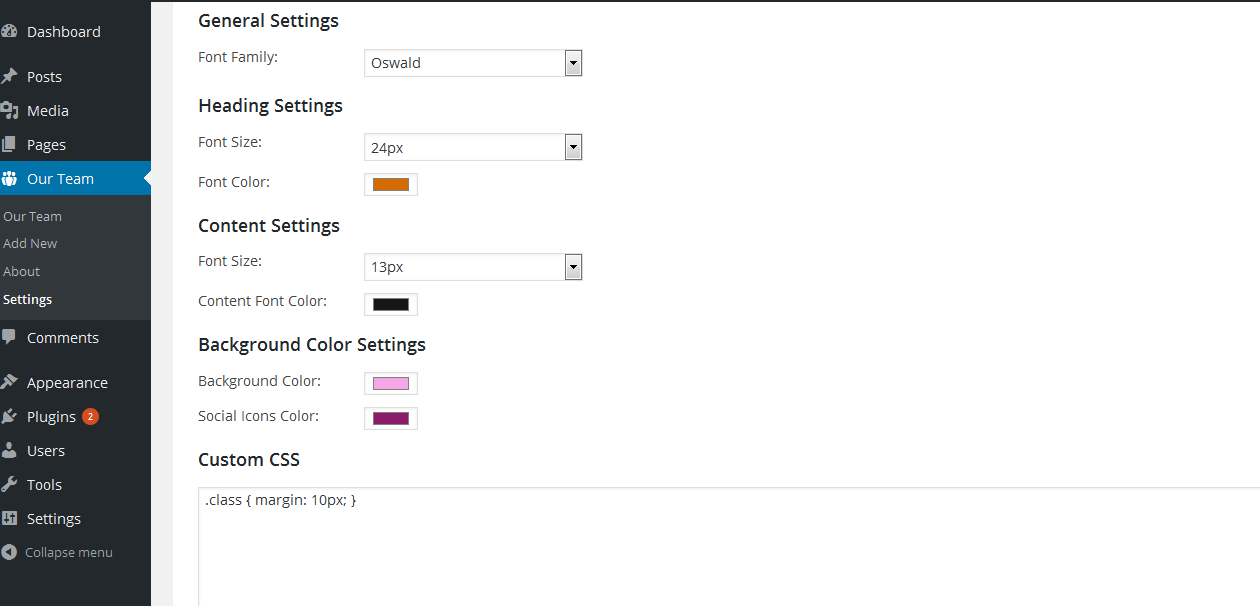 Dashboard
Posts
Media
Pages
Our Team
Our Team
Add New
About
Settings
Comments
Appearance
Plugins 2
Users
Tools
Settings
Collapse menu
General Settings
Font Family: Oswald
Heading Settings
Font Size: 24px
Font Color:
Content Settings
Font Size: 13px
Content Font Color:
Background Color Settings
Background Color:
Social Icons Color:
Custom CSS
.class { margin: 10px; }